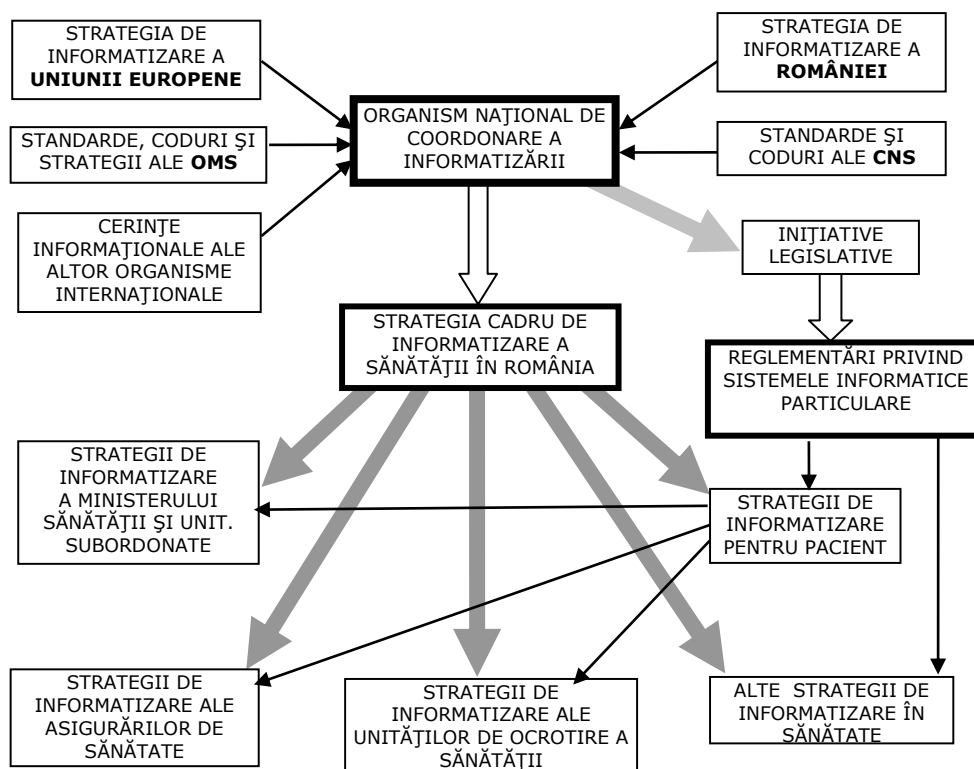 STRATEGIA DE
INFORMATIZARE A
UNIUNII EUROPENE
STRATEGIA DE
INFORMATIZARE A
ROMÂNIEI
ORGANISM NAŢIONAL DE
COORDONARE A
INFORMATIZĂRII
STANDARDE, CODURI ŞI
STRATEGII ALE OMS
STANDARDE ŞI
CODURI ALE CNS
CERINŢE
INFORMAŢIONALE ALE
ALTOR ORGANISME
INTERNAŢIONALE
INIŢIATIVE
LEGISLATIVE
STRATEGIA CADRU DE
INFORMATIZARE A
SĂNĂTĂŢII ÎN ROMÂNIA
REGLEMENTĂRI PRIVIND
SISTEMELE INFORMATICE
PARTICULARE
STRATEGII DE
INFORMATIZARE
A MINISTERULUI
SĂNĂTĂŢII ŞI UNIT.
SUBORDONATE
STRATEGII DE
INFORMATIZARE
PENTRU PACIENT
STRATEGII DE
INFORMATIZARE ALE
ASIGURĂRILOR DE
SĂNĂTATE
STRATEGII DE
INFORMATIZARE ALE
UNITĂŢILOR DE OCROTIRE A
SĂNĂTĂŢII
ALTE STRATEGII DE
INFORMATIZARE ÎN
SĂNĂTATE